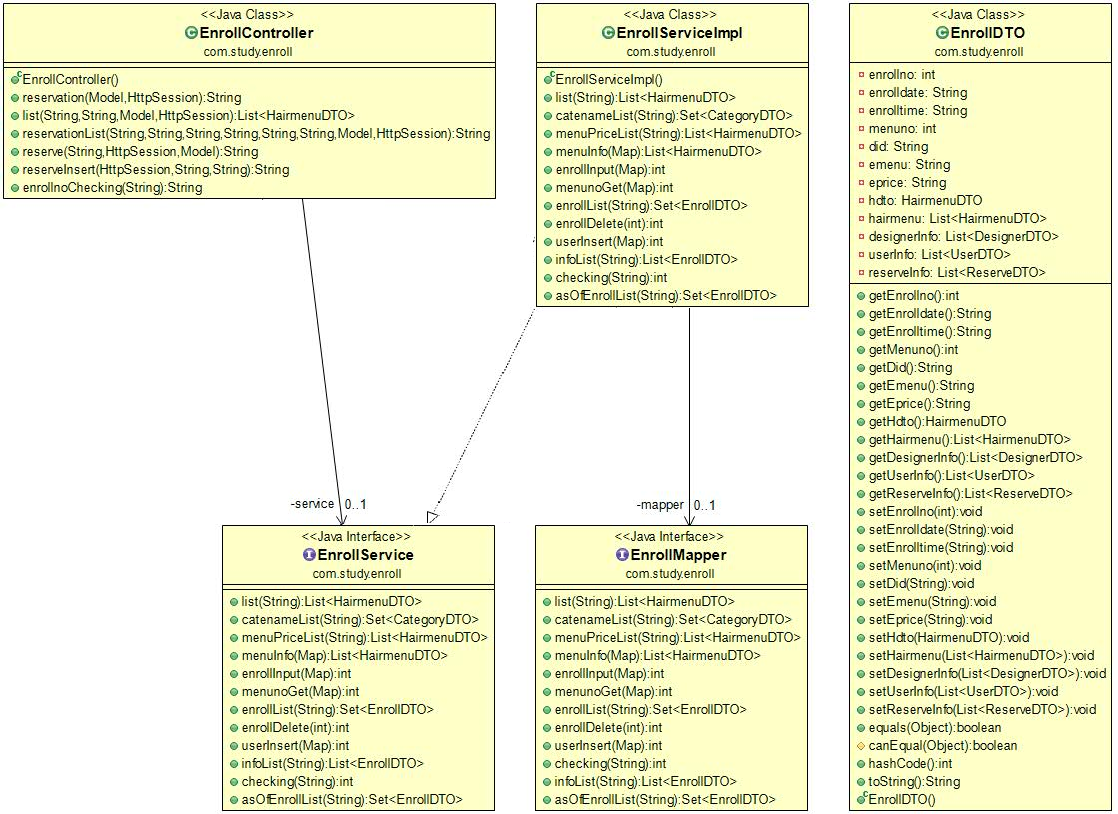 <<Java Class>>
EnrollController
com.study.enroll
EnrollController()
reservation(Model,HttpSession):String
list(String,String,Model,HttpSession):List<HairmenuDTO>
reservationList(String,String,String,String,String,String,Model,HttpSession):String
reserve(String,HttpSession,Model):String
reserveInsert(HttpSession,String,String):String
enrollnoChecking(String):String
<<Java Class>>
EnrollServiceImpl
com.study.enroll
EnrollServiceImpl()
list(String):List<HairmenuDTO>
catenameList(String):Set<CategoryDTO>
menuPriceList(String):List<HairmenuDTO>
menuInfo(Map):List<HairmenuDTO>
enrollInput(Map):int
menunoGet(Map):int
enrollList(String):Set<EnrollDTO>
enrollDelete(int):int
userInsert(Map):int
infoList(String):List<EnrollDTO>
checking(String):int
asOfEnrollList(String):Set<EnrollDTO>
<<Java Class>>
EnrollDTO
com.study.enroll
enrollno: int
enrolldate: String
enrolltime: String
menuno: int
did: String
emenu: String
eprice: String
hdto: HairmenuDTO
hairmenu: List<HairmenuDTO>
designerInfo: List<DesignerDTO>
userInfo: List<UserDTO>
reserveInfo: List<ReserveDTO>
getEnrollno():int
getEnrolldate():String
getEnrolltime():String
getMenuno():int
getDid():String
getEmenu():String
getEprice():String
getHdto():HairmenuDTO
getHairmenu():List<HairmenuDTO>
getDesignerInfo():List<DesignerDTO>
getUserInfo():List<UserDTO>
getReserveInfo():List<ReserveDTO>
setEnrollno(int):void
setEnrolldate(String):void
setEnrolltime(String):void
setMenuno(int):void
setDid(String):void
setEmenu(String):void
setEprice(String):void
setHdto(HairmenuDTO):void
setHairmenu(List<HairmenuDTO>):void
setDesignerInfo(List<DesignerDTO>):void
setUserInfo(List<UserDTO>):void
setReserveInfo(List<ReserveDTO>):void
equals(Object):boolean
canEqual(Object):boolean
hashCode():int
toString():String
EnrollDTO()
-service 0..1
-mapper 0..1
<<Java Interface>>
EnrollService
com.study.enroll
list(String):List<HairmenuDTO>
catenameList(String):Set<CategoryDTO>
menuPriceList(String):List<HairmenuDTO>
menuInfo(Map):List<HairmenuDTO>
enrollInput(Map):int
menunoGet(Map):int
enrollList(String):Set<EnrollDTO>
enrollDelete(int):int
userInsert(Map):int
infoList(String):List<EnrollDTO>
checking(String):int
asOfEnrollList(String):Set<EnrollDTO>
<<Java Interface>>
EnrollMapper
com.study.enroll
list(String):List<HairmenuDTO>
catenameList(String):Set<CategoryDTO>
menuPriceList(String):List<HairmenuDTO>
menuInfo(Map):List<HairmenuDTO>
enrollInput(Map):int
menunoGet(Map):int
enrollList(String):Set<EnrollDTO>
enrollDelete(int):int
userInsert(Map):int
checking(String):int
infoList(String):List<EnrollDTO>
asOfEnrollList(String):Set<EnrollDTO>